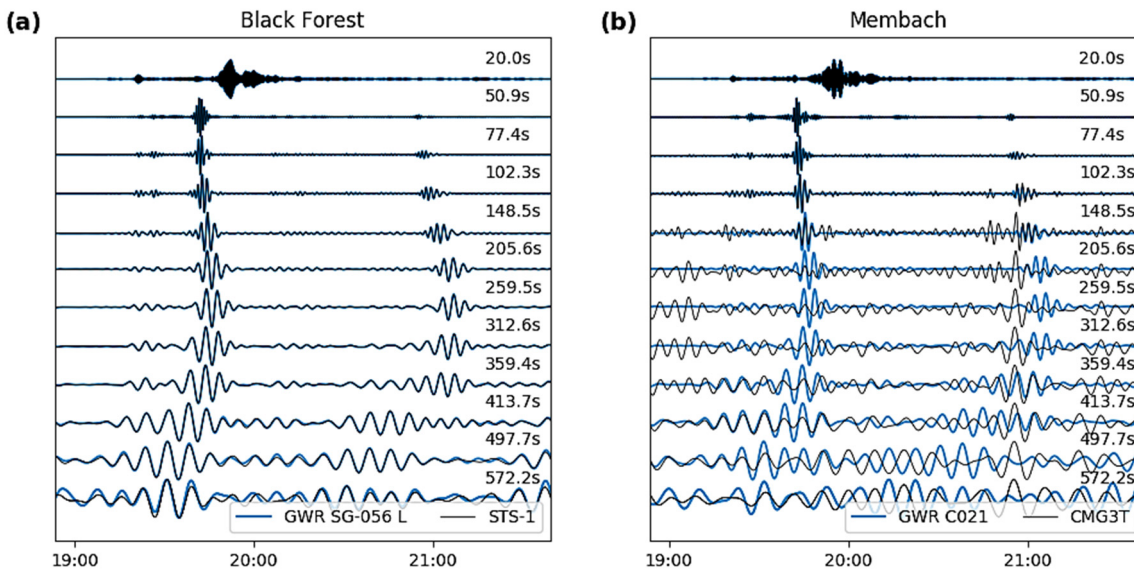 (a) Black Forest
20.0s
50.9s
77.4s
102.3s
148.5s
205.6s
259.5s
312.6s
359.4s
413.7s
497.7s
572.2s
GWR SG-056 L STS-1
19:00 20:00 21:00
(b) Membach
20.0s
50.9s
77.4s
102.3s
148.5s
205.6s
259.5s
312.6s
359.4s
413.7s
497.7s
572.2s
GWR C021 CMG3T
19:00 20:00 21:00